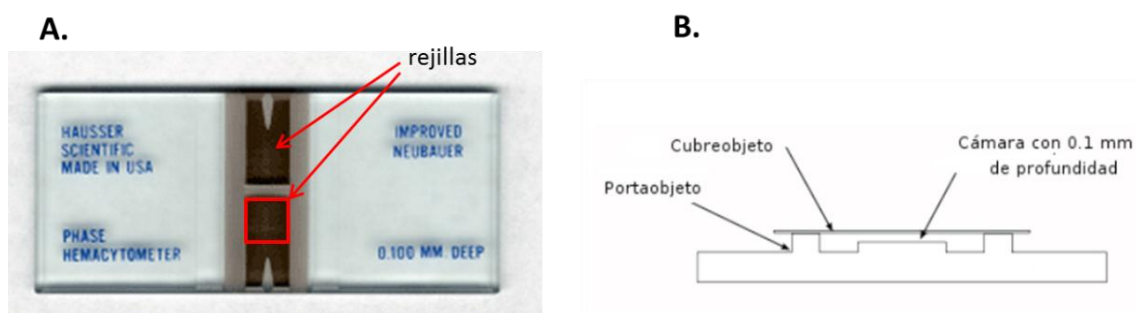 A.
rejillas
HAUSSER
SCIENTIFIC
MADE IN USA
IMPROVED
NEUBAUER
PHASE
HEMACYTOMETER
0.100 MM. DEEP
B.
Cubreobjeto
Cámara con 0.1 mm
de profundidad
Portaobjeto